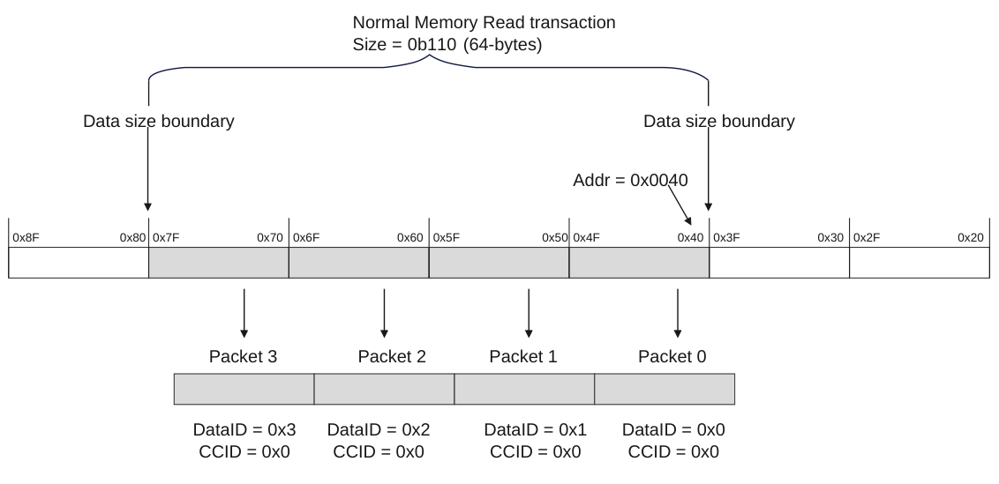 Normal Memory Read transaction
Size = 0b110 (64-bytes)
Data size boundary
Data size boundary
Addr = 0x0040
0x8F 0x80 0x7F 0x70 0x6F 0x60 0x5F 0x50 0x4F 0x40 0x3F 0x30 0x2F 0x20
Packet 3 Packet 2 Packet 1 Packet 0
DataID = 0x3 DataID = 0x2 DataID = 0x1 DataID = 0x0
CCID = 0x0 CCID = 0x0 CCID = 0x0 CCID = 0x0